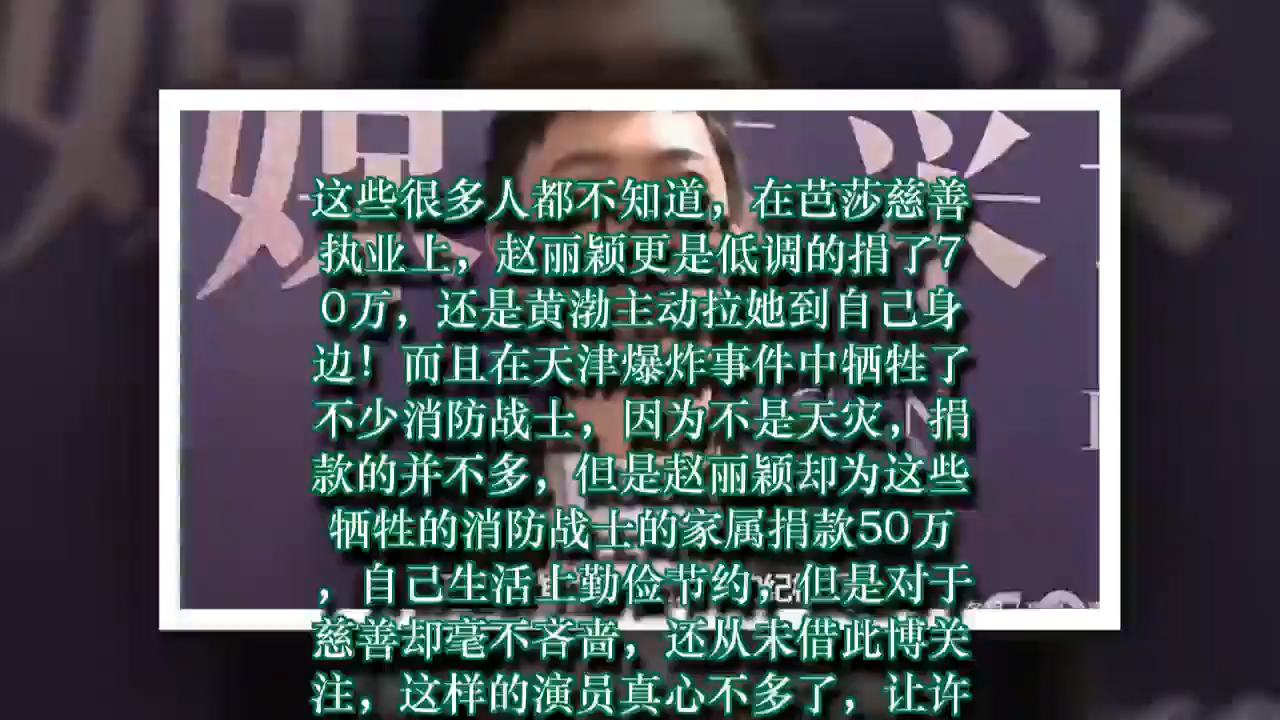 这些很多人都不知道，在芭莎慈善
执业上，赵丽颖更是低调的捐了7
0万，还是黄渤主动拉她到自己身
边！而且在天津爆炸事件中牺牲了
不少消防战士，因为不是天灾，捐
款的并不多，但是赵丽颖却为这些
牺牲的消防战士的家属捐款50万
，自己生活上勤俭节约，但是对于
慈善却毫不吝啬，还从未借此博关
注，这样的演员真心不多了，让许